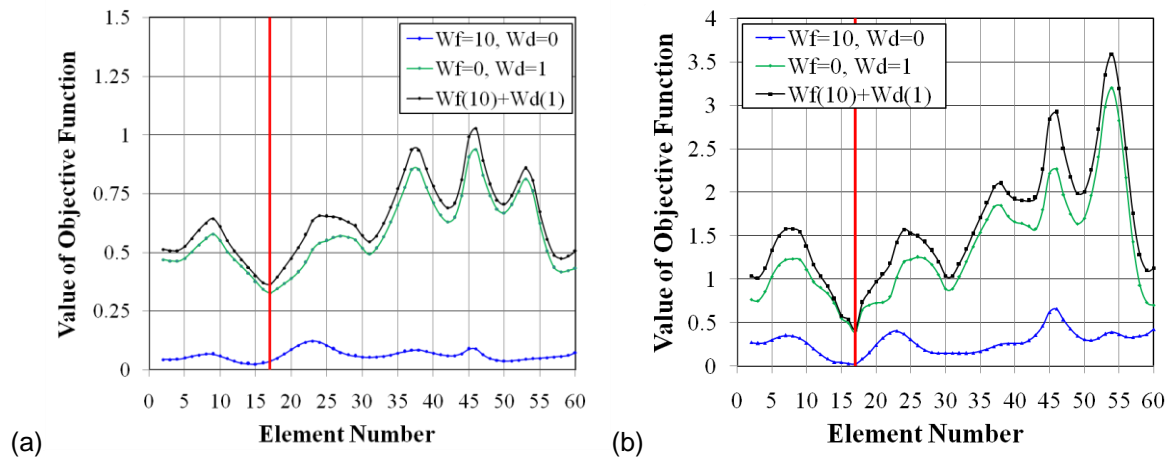 1.5
1.25
1
0.75
0.5
0.25
0
Value of Objective Function
Wf=10, Wd=0
Wf=0, Wd=1
Wf(10)+Wd(1)
0 5 10 15 20 25 30 35 40 45 50 55 60
Element Number
(a)
4
3.5
3
2.5
2
1.5
1
0.5
0
Value of Objective Function
Wf=10, Wd=0
Wf=0, Wd=1
Wf(10)+Wd(1)
0 5 10 15 20 25 30 35 40 45 50 55 60
Element Number
(b)